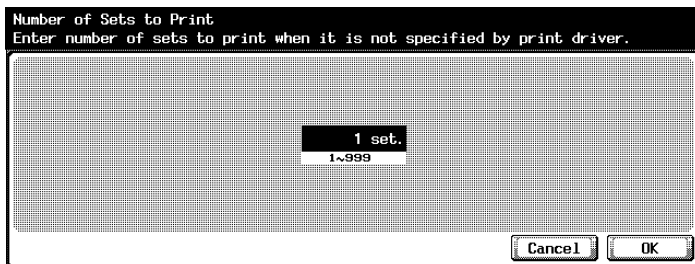 Number of Sets to Print
Enter number of sets to print when it is not specified by print driver.
1 set.
1~999
Cancel OK